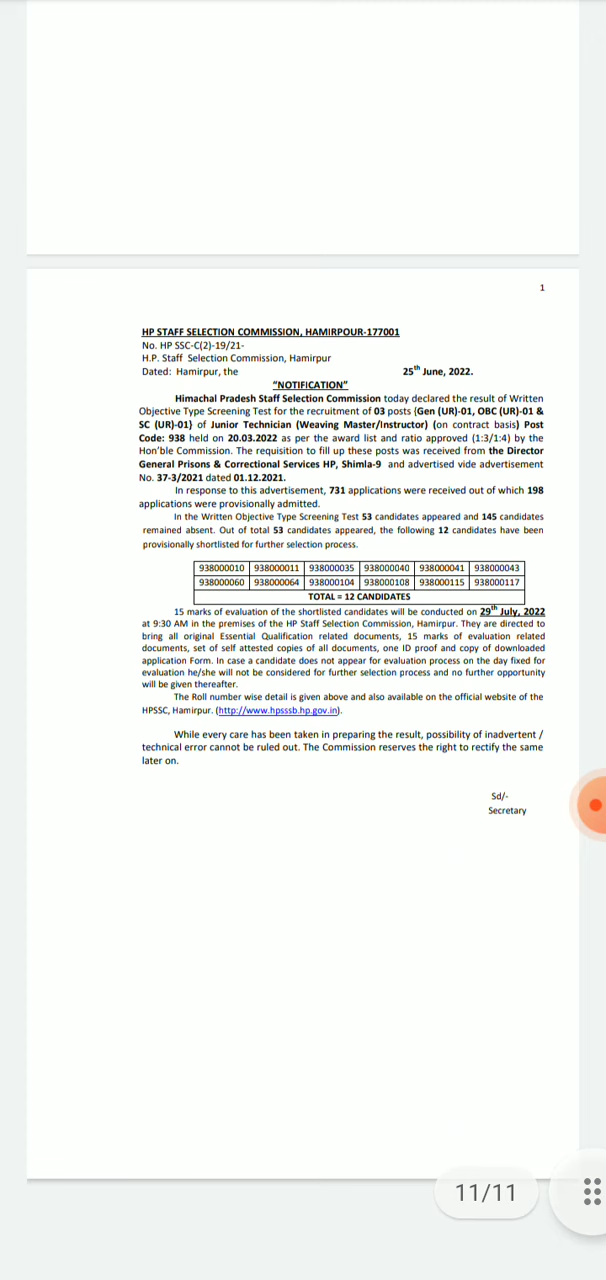 1
HP STAFF SELECTION COMMISSION, HAMIRPOUR-177001
No. HP SSC-C(2)-19/21-
H.P. Staff Selection Commission, Hamirpur
Dated: Hamirpur, the 25th June, 2022.
"NOTIFICATION"
Himachal Pradesh Staff Selection Commission today declared the result of Written
Objective Type Screening Test for the recruitment of 03 posts {Gen (UR)-01, OBC (UR)-01 &
SC (UR)-01} of Junior Technician (Weaving Master/Instructor) (on contract basis) Post
Code: 938 held on 20.03.2022 as per the award list and ratio approved (1:3/1:4) by the
Hon'ble Commission. The requisition to fill up these posts was received from the Director
General Prisons & Correctional Services HP, Shimla-9 and advertised vide advertisement
No. 37-3/2021 dated 01.12.2021.
In response to this advertisement, 731 applications were received out of which 198
applications were provisionally admitted.
In the Written Objective Type Screening Test 53 candidates appeared and 145 candidates
remained absent. Out of total 53 candidates appeared, the following 12 candidates have been
provisionally shortlisted for further selection process.
938000010 938000011 938000035 938000040 938000041 938000043
938000060 938000064 938000104 938000108 938000115 938000117
TOTAL = 12 CANDIDATES
15 marks of evaluation of the shortlisted candidates will be conducted on 29th July, 2022
at 9:30 AM in the premises of the HP Staff Selection Commission, Hamirpur. They are directed to
bring all original Essential Qualification related documents, 15 marks of evaluation related
documents, set of self attested copies of all documents, one ID proof and copy of downloaded
application Form. In case a candidate does not appear for evaluation process on the day fixed for
evaluation he/she will not be considered for further selection process and no further opportunity
will be given thereafter.
The Roll number wise detail is given above and also available on the official website of the
HPSSC, Hamirpur. (http://www.hpsssb.hp.gov.in).
While every care has been taken in preparing the result, possibility of inadvertent /
technical error cannot be ruled out. The Commission reserves the right to rectify the same
later on.
Sd/-
Secretary
11/11